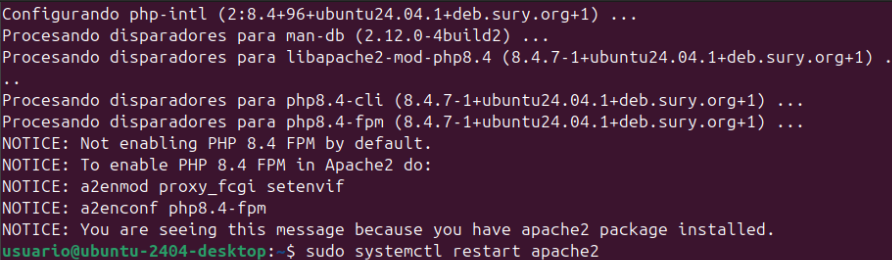 Configurando php-intl (2:8.4+96+ubuntu24.04.1+deb.sury.org+1) ...
Procesando disparadores para man-db (2.12.0-4build2) ...
Procesando disparadores para libapache2-mod-php8.4 (8.4.7-1+ubuntu24.04.1+deb.sury.org+1) .
..
Procesando disparadores para php8.4-cli (8.4.7-1+ubuntu24.04.1+deb.sury.org+1) ...
Procesando disparadores para php8.4-fpm (8.4.7-1+ubuntu24.04.1+deb.sury.org+1) ...
NOTICE: Not enabling PHP 8.4 FPM by default.
NOTICE: To enable PHP 8.4 FPM in Apache2 do:
NOTICE: a2enmod proxy_fcgi setenvif
NOTICE: a2enconf php8.4-fpm
NOTICE: You are seeing this message because you have apache2 package installed.
usuario@ubuntu-2404-desktop:~$ sudo systemctl restart apache2